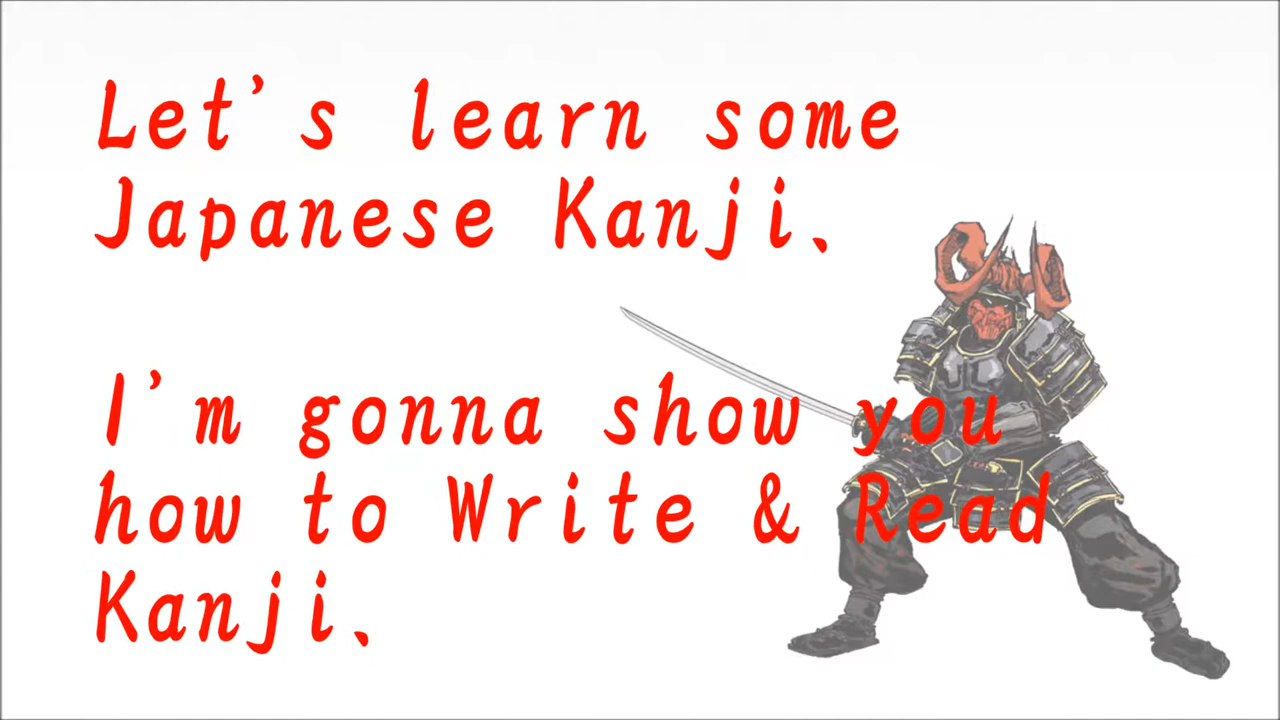 Let's learn some
Japanese Kanji、
I'm gonna show you
how to Write & Read
Kanji、